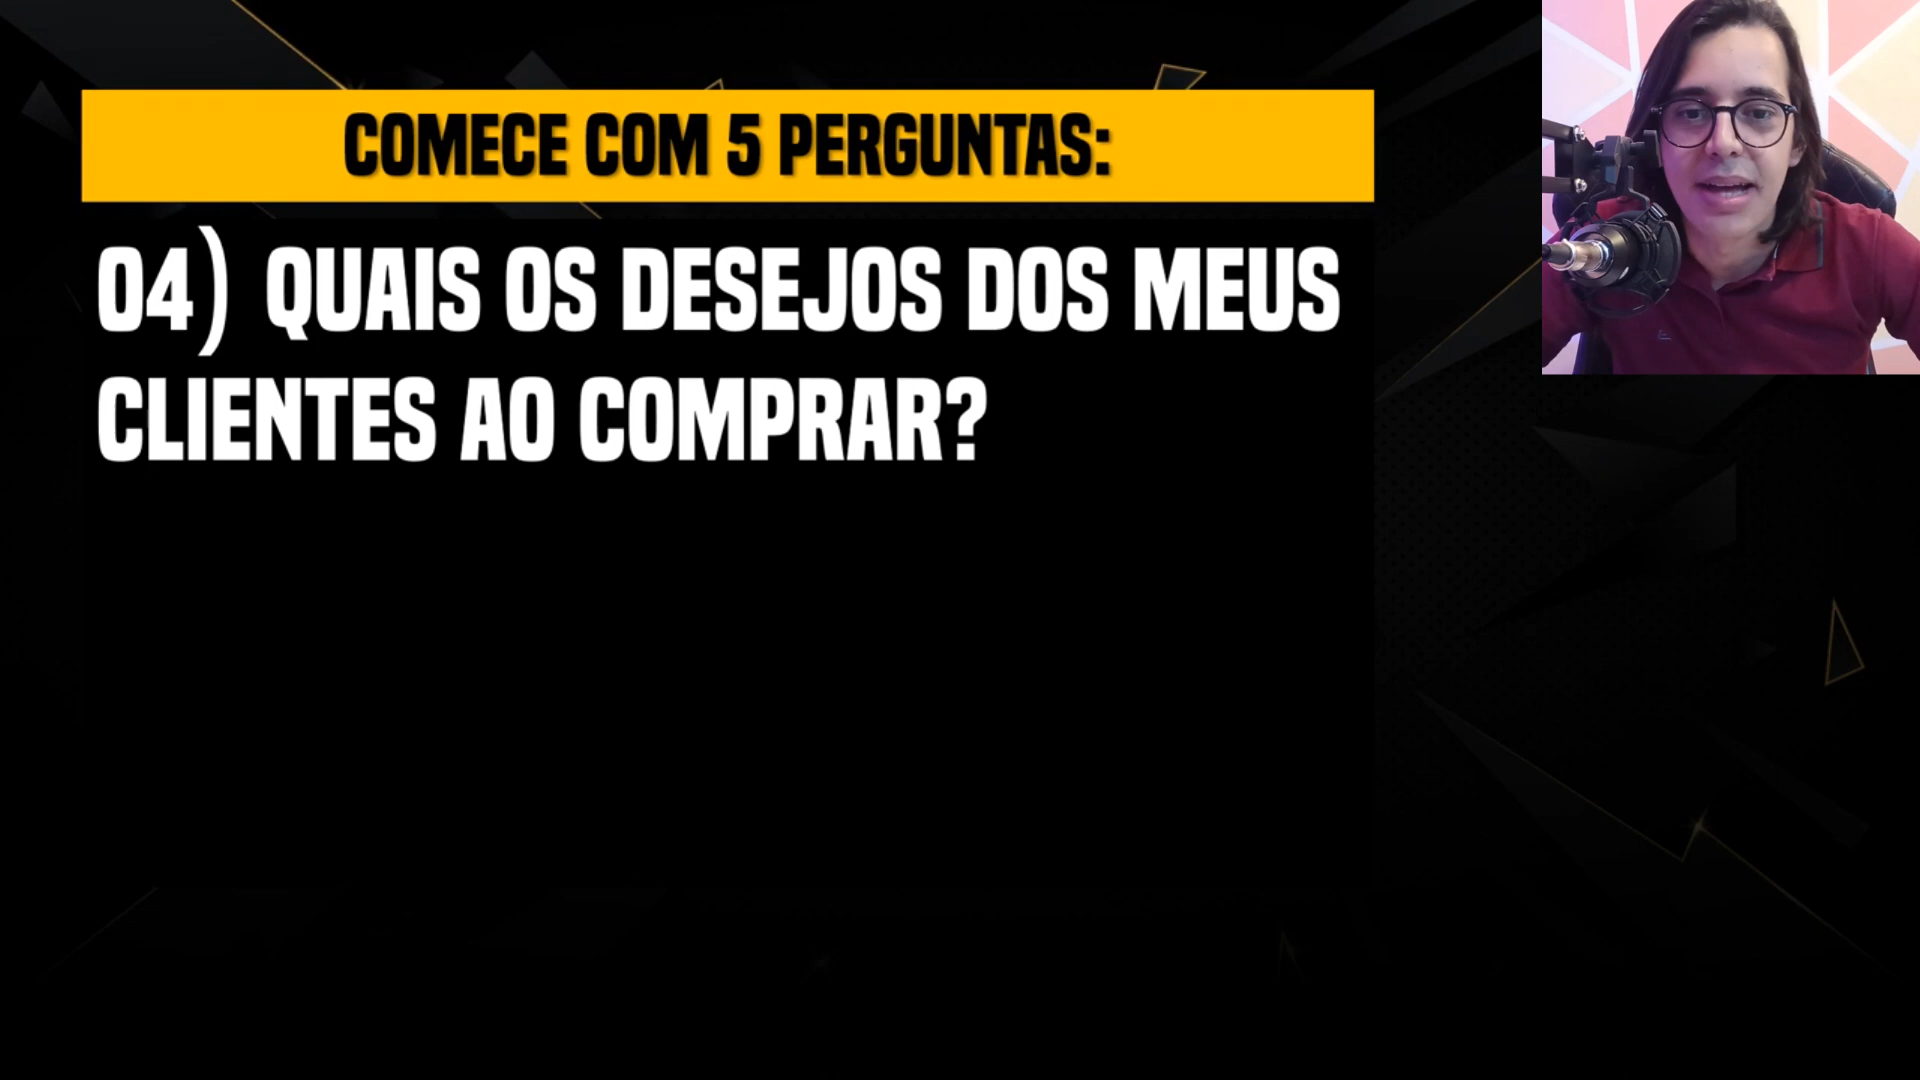 COMECE COM 5 PERGUNTAS:
04) QUAIS OS DESEJOS DOS MEUS
CLIENTES AO COMPRAR?